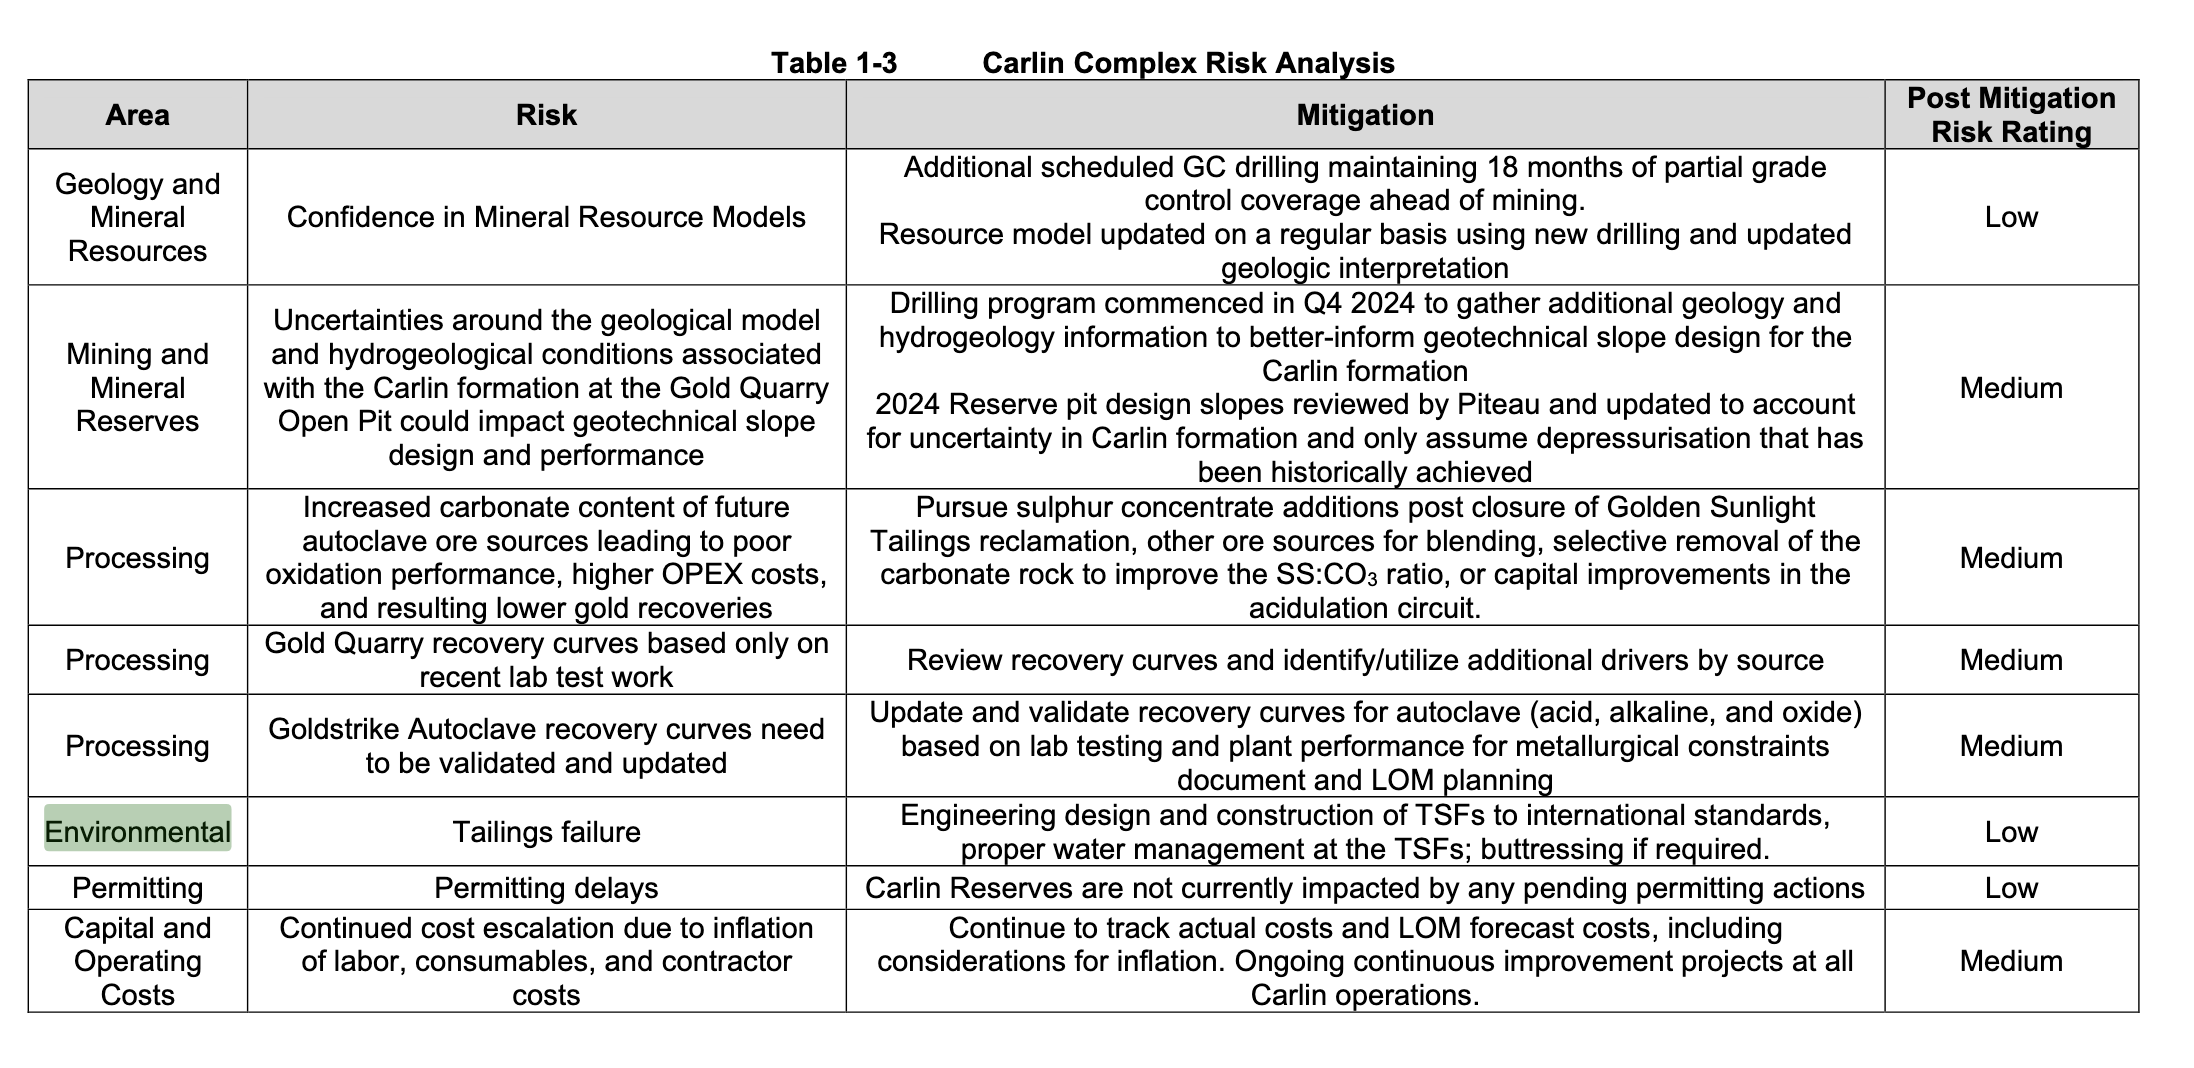 Table 1-3 Carlin Complex Risk Analysis
Area Risk Mitigation Post Mitigation Risk Rating
Geology and
Mineral
Resources
Confidence in Mineral Resource Models
Additional scheduled GC drilling maintaining 18 months of partial grade
control coverage ahead of mining.
Resource model updated on a regular basis using new drilling and updated
geologic interpretation
Low
Mining and
Mineral
Reserves
Uncertainties around the geological model
and hydrogeological conditions associated
with the Carlin formation at the Gold Quarry
Open Pit could impact geotechnical slope
design and performance
Drilling program commenced in Q4 2024 to gather additional geology and
hydrogeology information to better-inform geotechnical slope design for the
Carlin formation
2024 Reserve pit design slopes reviewed by Piteau and updated to account
for uncertainty in Carlin formation and only assume depressurisation that has
been historically achieved
Medium
Processing
Increased carbonate content of future
autoclave ore sources leading to poor
oxidation performance, higher OPEX costs,
and resulting lower gold recoveries
Pursue sulphur concentrate additions post closure of Golden Sunlight
Tailings reclamation, other ore sources for blending, selective removal of the
carbonate rock to improve the SS:CO₃ ratio, or capital improvements in the
acidulation circuit.
Medium
Processing
Gold Quarry recovery curves based only on
recent lab test work
Review recovery curves and identify/utilize additional drivers by source
Medium
Processing
Goldstrike Autoclave recovery curves need
to be validated and updated
Update and validate recovery curves for autoclave (acid, alkaline, and oxide)
based on lab testing and plant performance for metallurgical constraints
document and LOM planning
Medium
Environmental
Tailings failure
Engineering design and construction of TSFs to international standards,
proper water management at the TSFs; buttressing if required.
Low
Permitting
Permitting delays
Carlin Reserves are not currently impacted by any pending permitting actions
Low
Capital and
Operating
Costs
Continued cost escalation due to inflation
of labor, consumables, and contractor
costs
Continue to track actual costs and LOM forecast costs, including
considerations for inflation. Ongoing continuous improvement projects at all
Carlin operations.
Medium